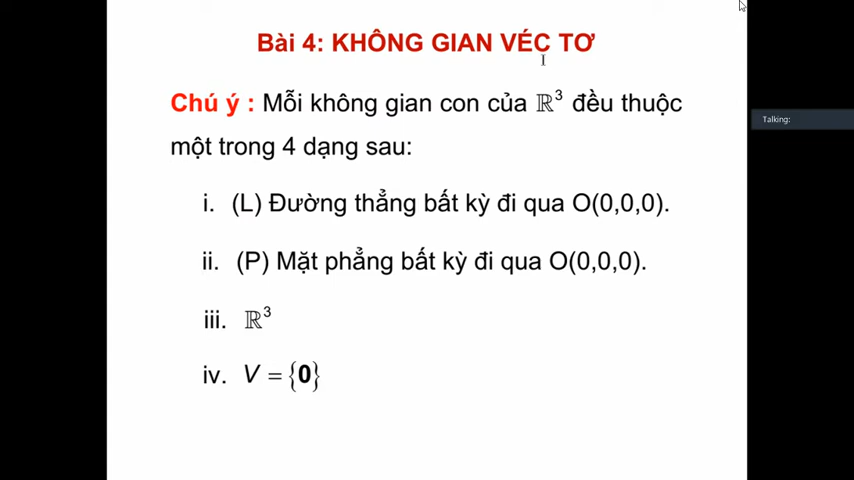 Bài 4: KHÔNG GIAN VÉC TƠ
Chú ý : Mỗi không gian con của ℝ³ đều thuộc
một trong 4 dạng sau:
i. (L) Đường thẳng bất kỳ đi qua O(0,0,0).
ii. (P) Mặt phẳng bất kỳ đi qua O(0,0,0).
iii. ℝ³
iv. V = {0}
Talking: